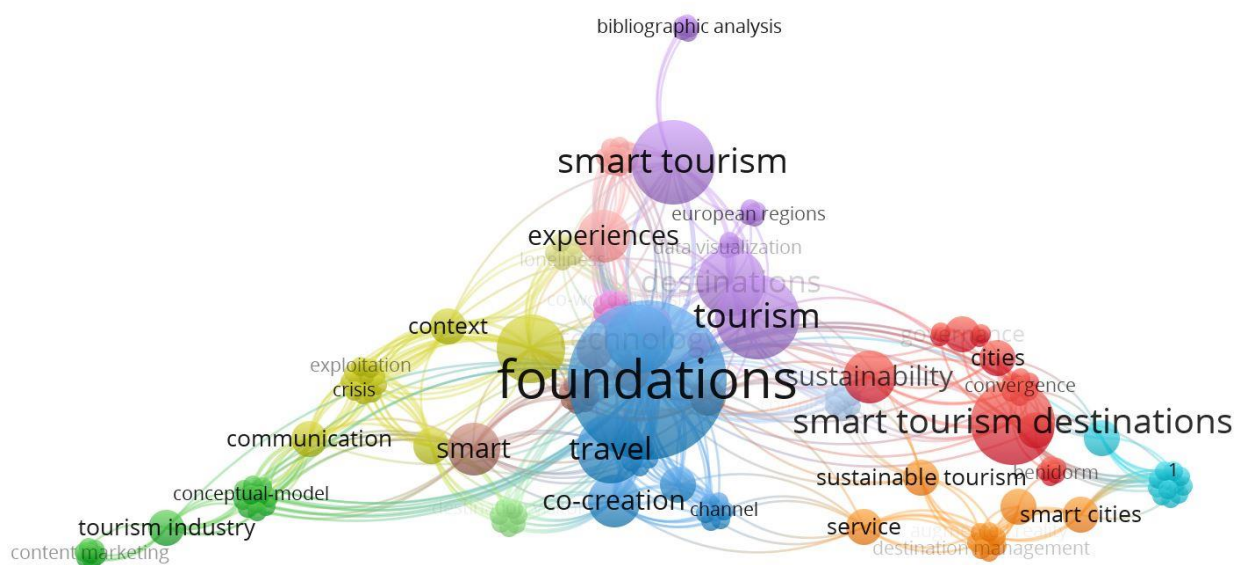 bibliographic analysis
smart tourism
european regions
experiences
data visualization
loneliness
destinations
tourism
context
governance
cities
exploitation
foundations
sustainability
convergence
crisis
smart tourism destinations
communication
smart
travel
1
sustainable tourism
benidorm
conceptual-model
co-creation
channel
smart cities
tourism industry
service
destination management
content marketing